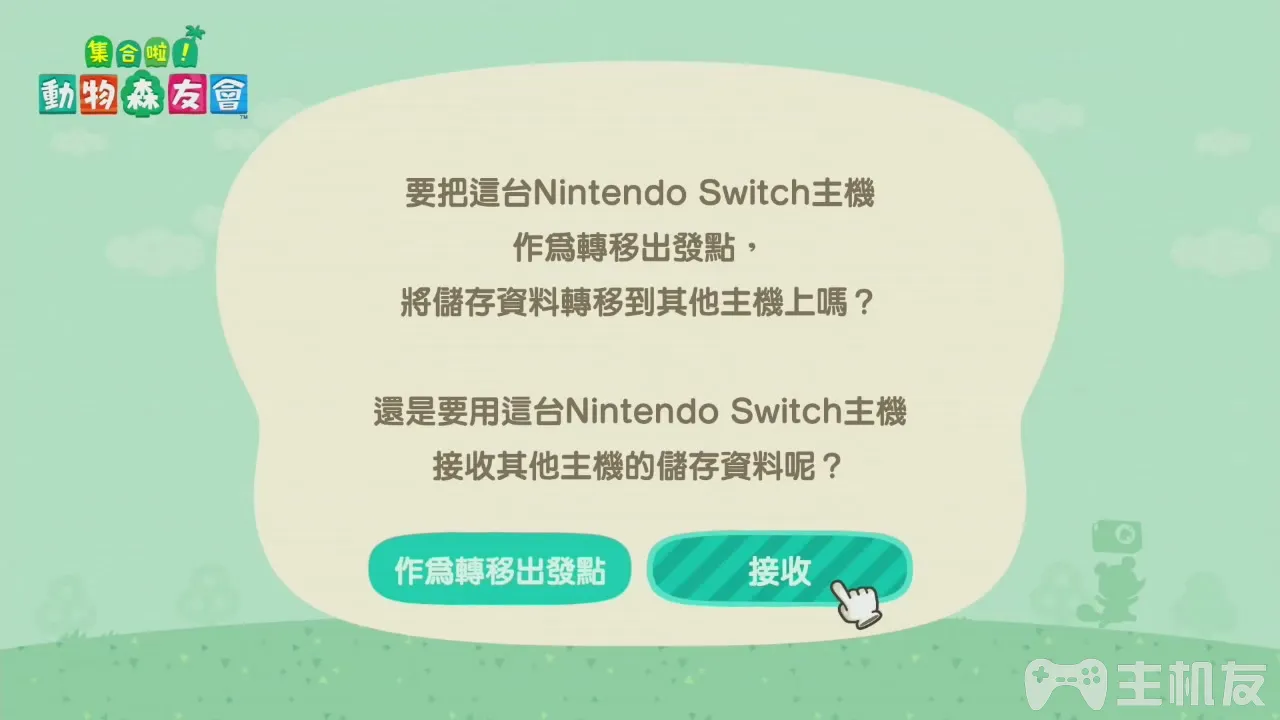 集合啦!
動物森友會
TM
要把這台Nintendo Switch主機
作為轉移出發點，
將儲存資料轉移到其他主機上嗎？
還是要用這台Nintendo Switch主機
接收其他主機的儲存資料呢？
作為轉移出發點
接收
主机友